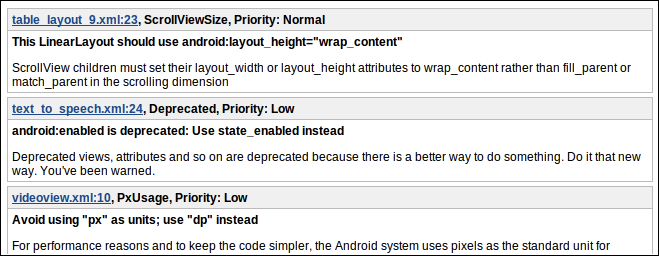 table_layout_9.xml:23, ScrollViewSize, Priority: Normal
This LinearLayout should use android:layout_height="wrap_content"
ScrollView children must set their layout_width or layout_height attributes to wrap_content rather than fill_parent or
match_parent in the scrolling dimension
text_to_speech.xml:24, Deprecated, Priority: Low
android:enabled is deprecated: Use state_enabled instead
Deprecated views, attributes and so on are deprecated because there is a better way to do something. Do it that new
way. You've been warned.
videoview.xml:10, PxUsage, Priority: Low
Avoid using "px" as units; use "dp" instead
For performance reasons and to keep the code simpler, the Android system uses pixels as the standard unit for